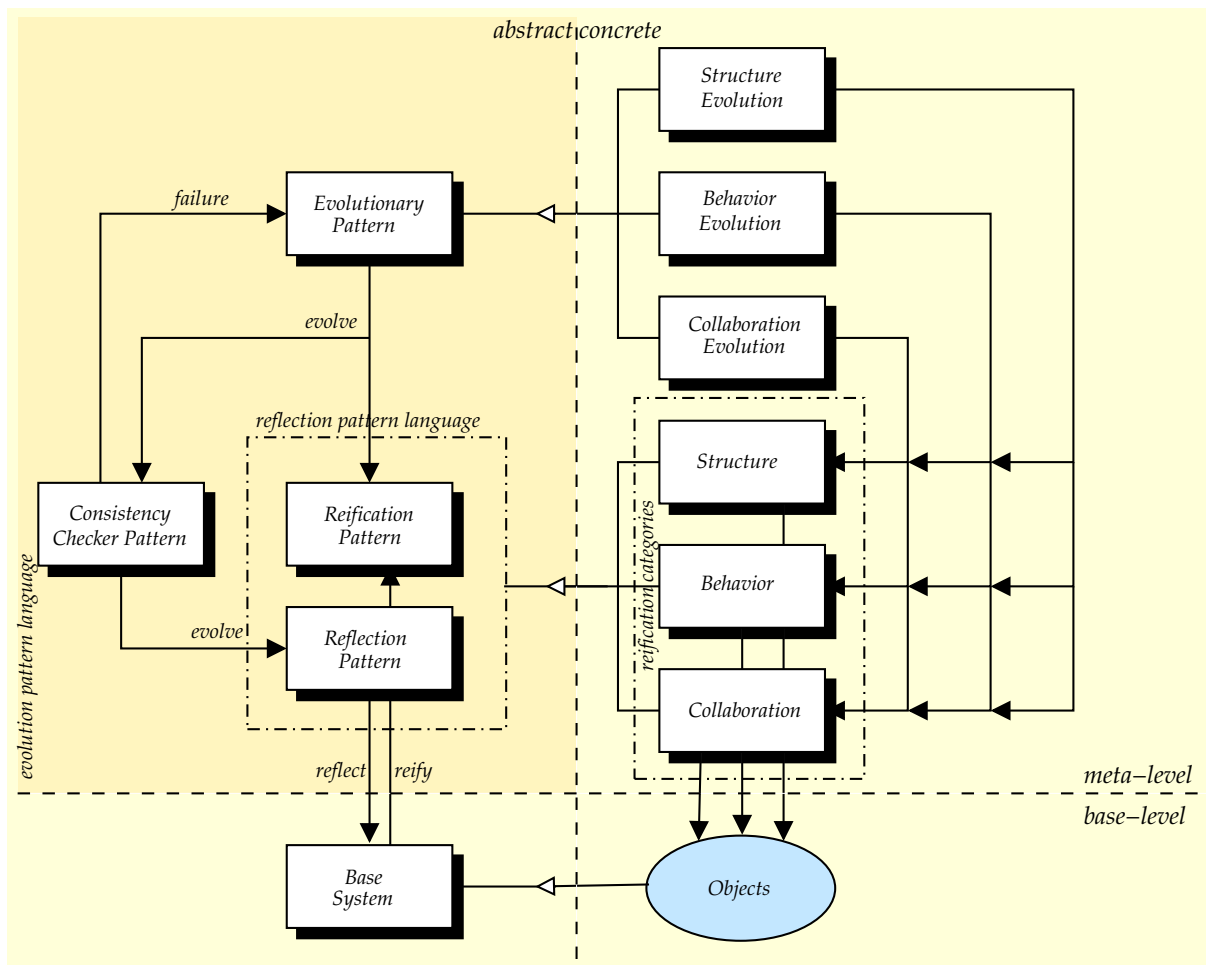 abstract concrete
Structure
Evolution
failure
Evolutionary
Pattern
Behavior
Evolution
evolve
Collaboration
Evolution
reflection pattern language
Structure
Consistency
Checker Pattern
Reification
Pattern
reification categories
Behavior
evolution pattern language
evolve
Reflection
Pattern
Collaboration
reflect
reify
meta−level
base−level
Base
System
Objects